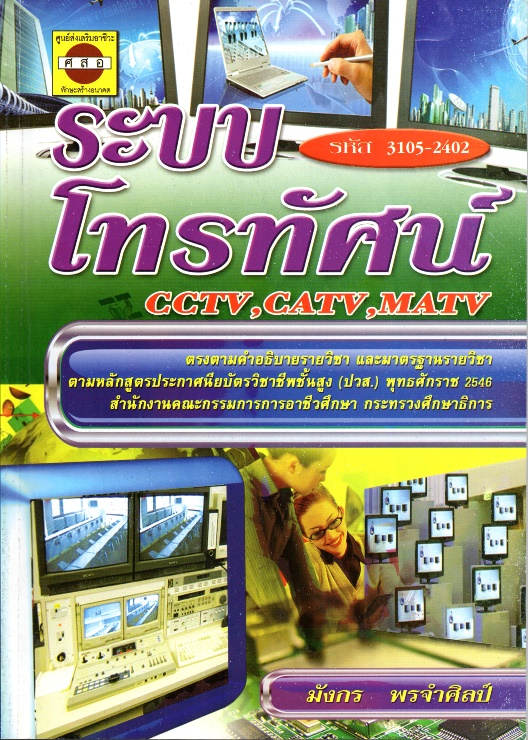 ศูนย์ส่งเสริมอาชีวะ
ศ ส อ
ทักษะสร้างอนาคต
ระบบ
รหัส 3105-2402
โทรทัศน์
CCTV, CATV, MATV
ตรงตามคำอธิบายรายวิชา และมาตรฐานรายวิชา
ตามหลักสูตรประกาศนียบัตรวิชาชีพชั้นสูง (ปวส.) พุทธศักราช 2546
สำนักงานคณะกรรมการการอาชีวศึกษา กระทรวงศึกษาธิการ
SONY
SONY
มังกร พรจำศิลป์